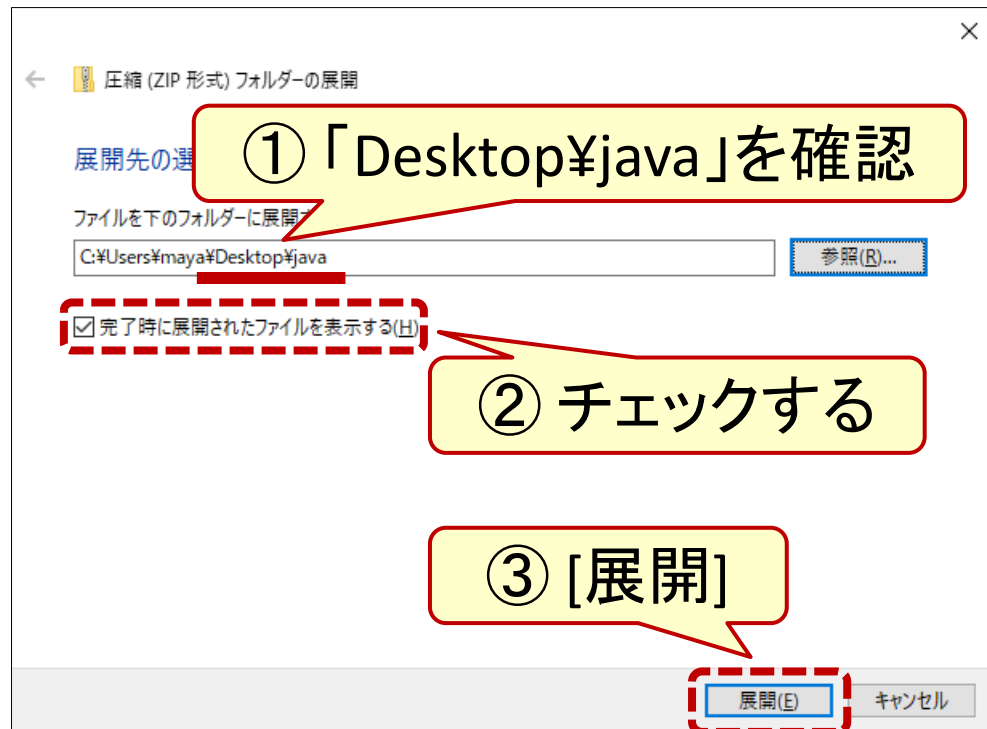 圧縮 (ZIP 形式) フォルダーの展開
①「Desktop¥java」を確認
展開先の選
ファイルを下のフォルダーに展開
C:¥Users¥maya¥Desktop¥java
参照(R)...
完了時に展開されたファイルを表示する(H)
② チェックする
③ [展開]
展開(E)
キャンセル